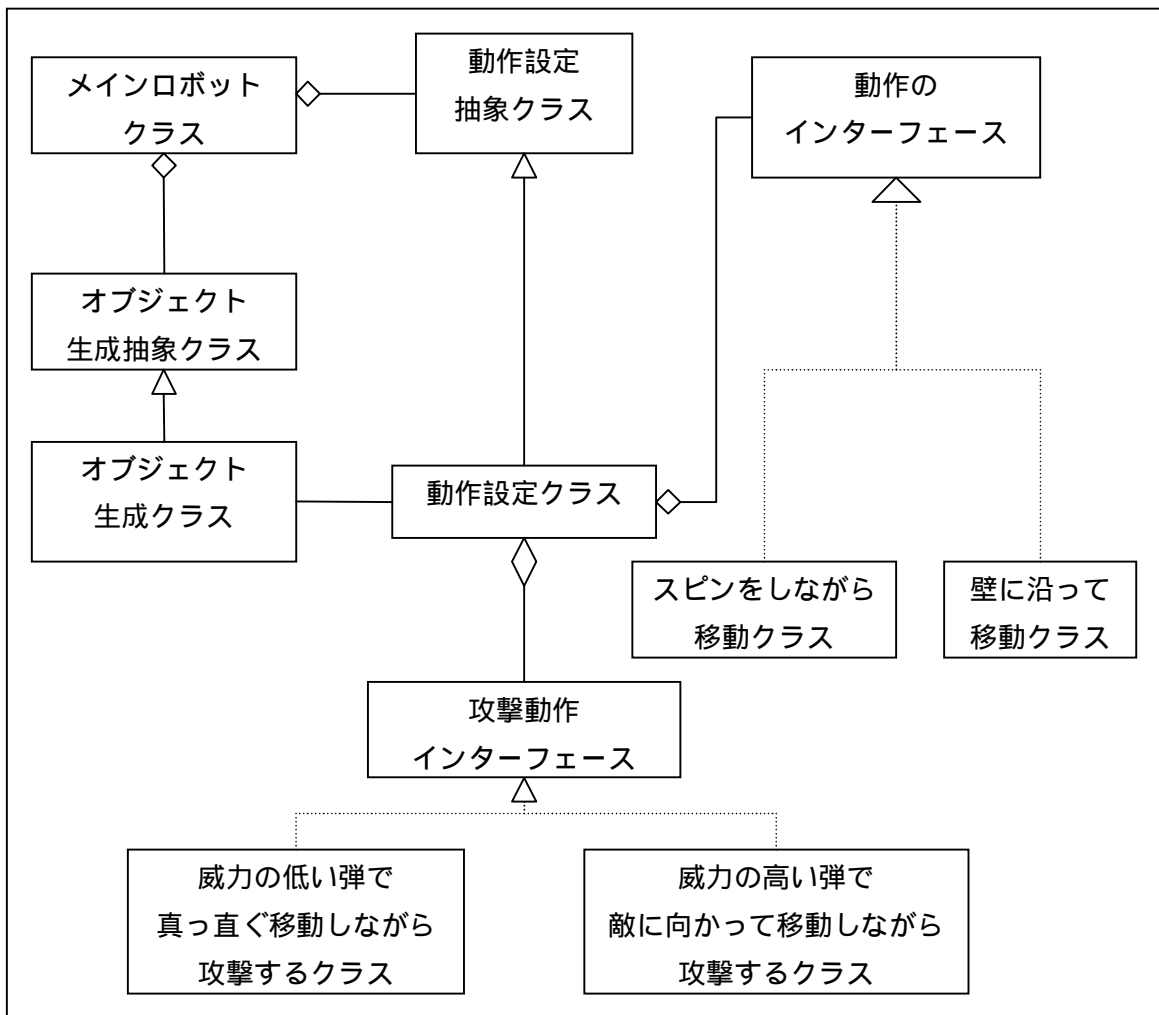 メインロボット
クラス
動作設定
抽象クラス
動作の
インターフェース
オブジェクト
生成抽象クラス
オブジェクト
生成クラス
動作設定クラス
スピンをしながら
移動クラス
壁に沿って
移動クラス
攻撃動作
インターフェース
威力の低い弾で
真っ直ぐ移動しながら
攻撃するクラス
威力の高い弾で
敵に向かって移動しながら
攻撃するクラス